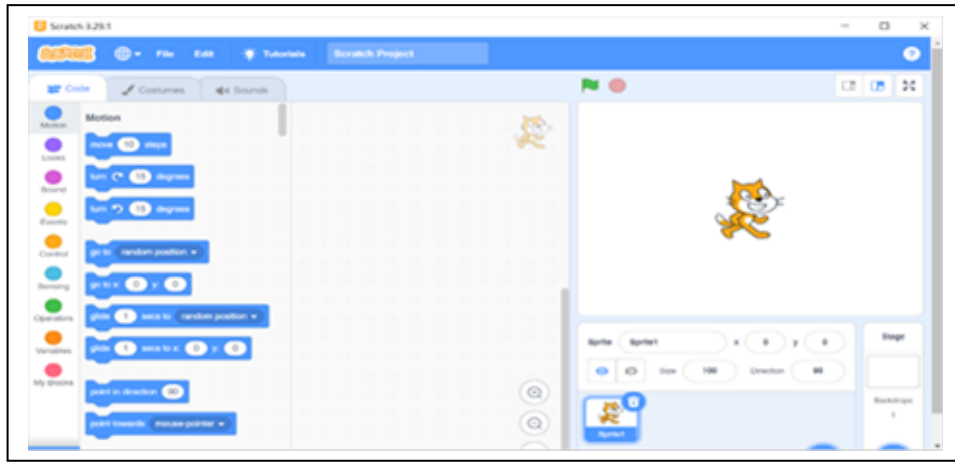 Scratch 3.29.1
SCRATCH File Edit Tutorials Scratch Project ?
Code Costumes Sounds
Motion
Motion
Looks
Sound
Events
Control
Sensing
Operators
Variables
My Blocks
move 10 steps
turn 15 degrees
turn 15 degrees
go to random position
go to x: 0 y: 0
glide 1 secs to random position
glide 1 secs to x: 0 y: 0
point in direction 90
point towards mouse-pointer
Sprite Sprite1 x 0 y 0
Size 100 Direction 90
Sprite1
Stage
Backdrops
1